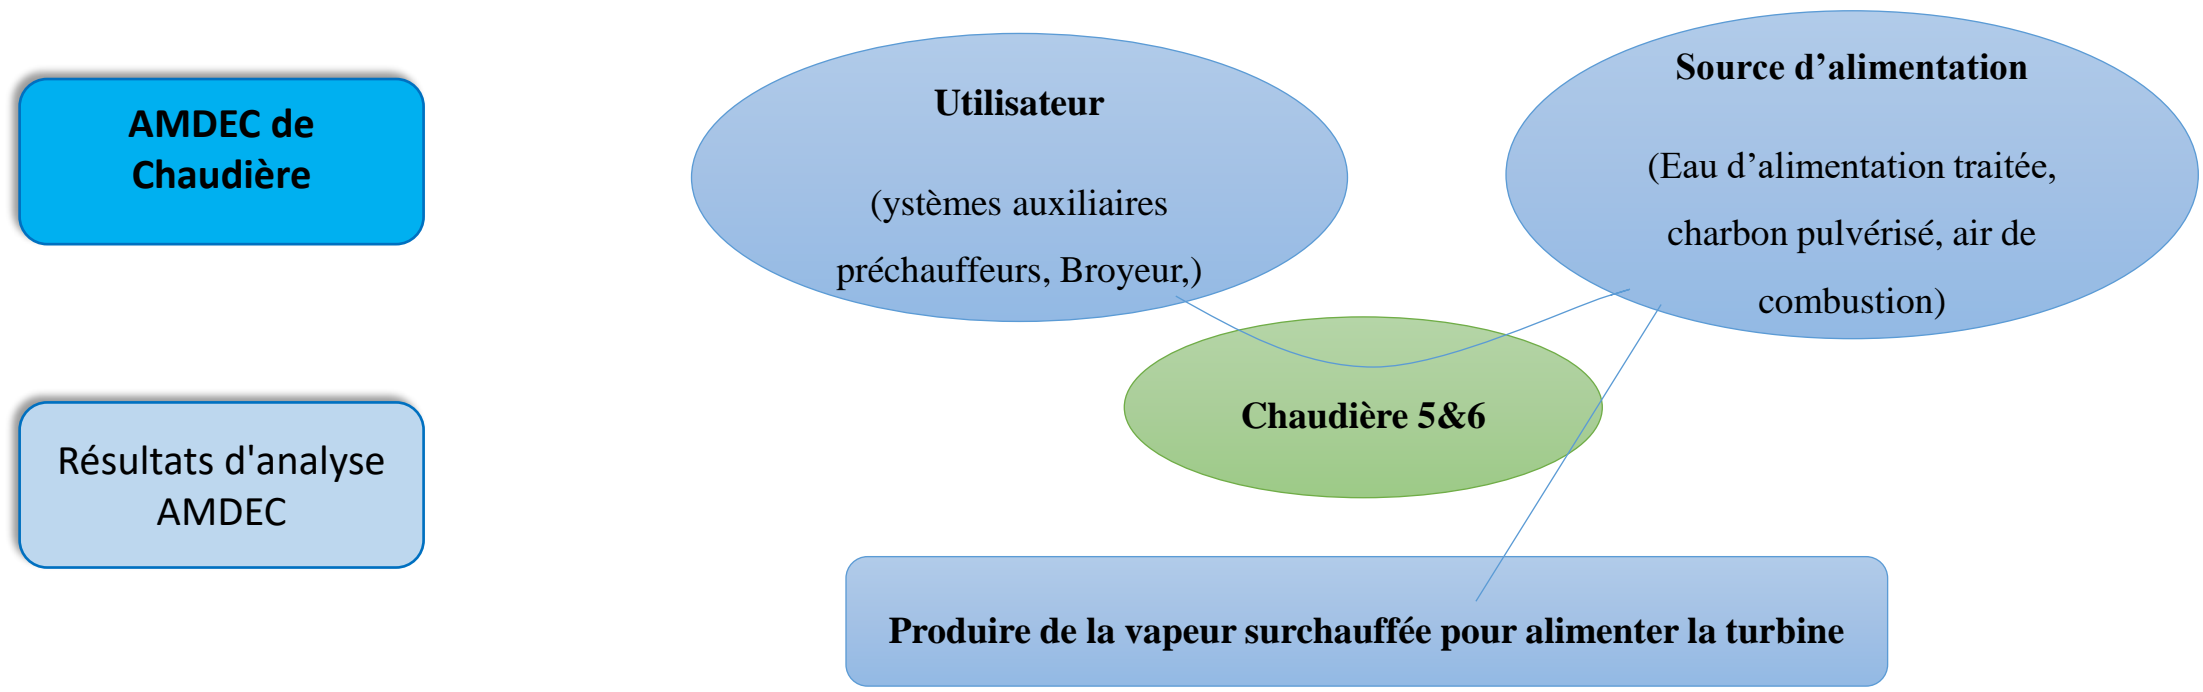 AMDEC de
Chaudière
Résultats d'analyse
AMDEC
Utilisateur
(ystèmes auxiliaires
préchauffeurs, Broyeur,)
Source d’alimentation
(Eau d’alimentation traitée,
charbon pulvérisé, air de
combustion)
Chaudière 5&6
Produire de la vapeur surchauffée pour alimenter la turbine